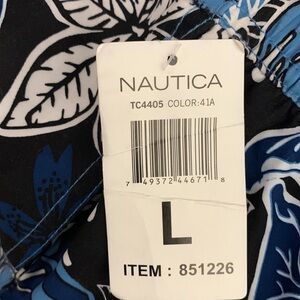 NAUTICA
TC4405 COLOR:41A
7 49372 44671 8
L
ITEM : 851226